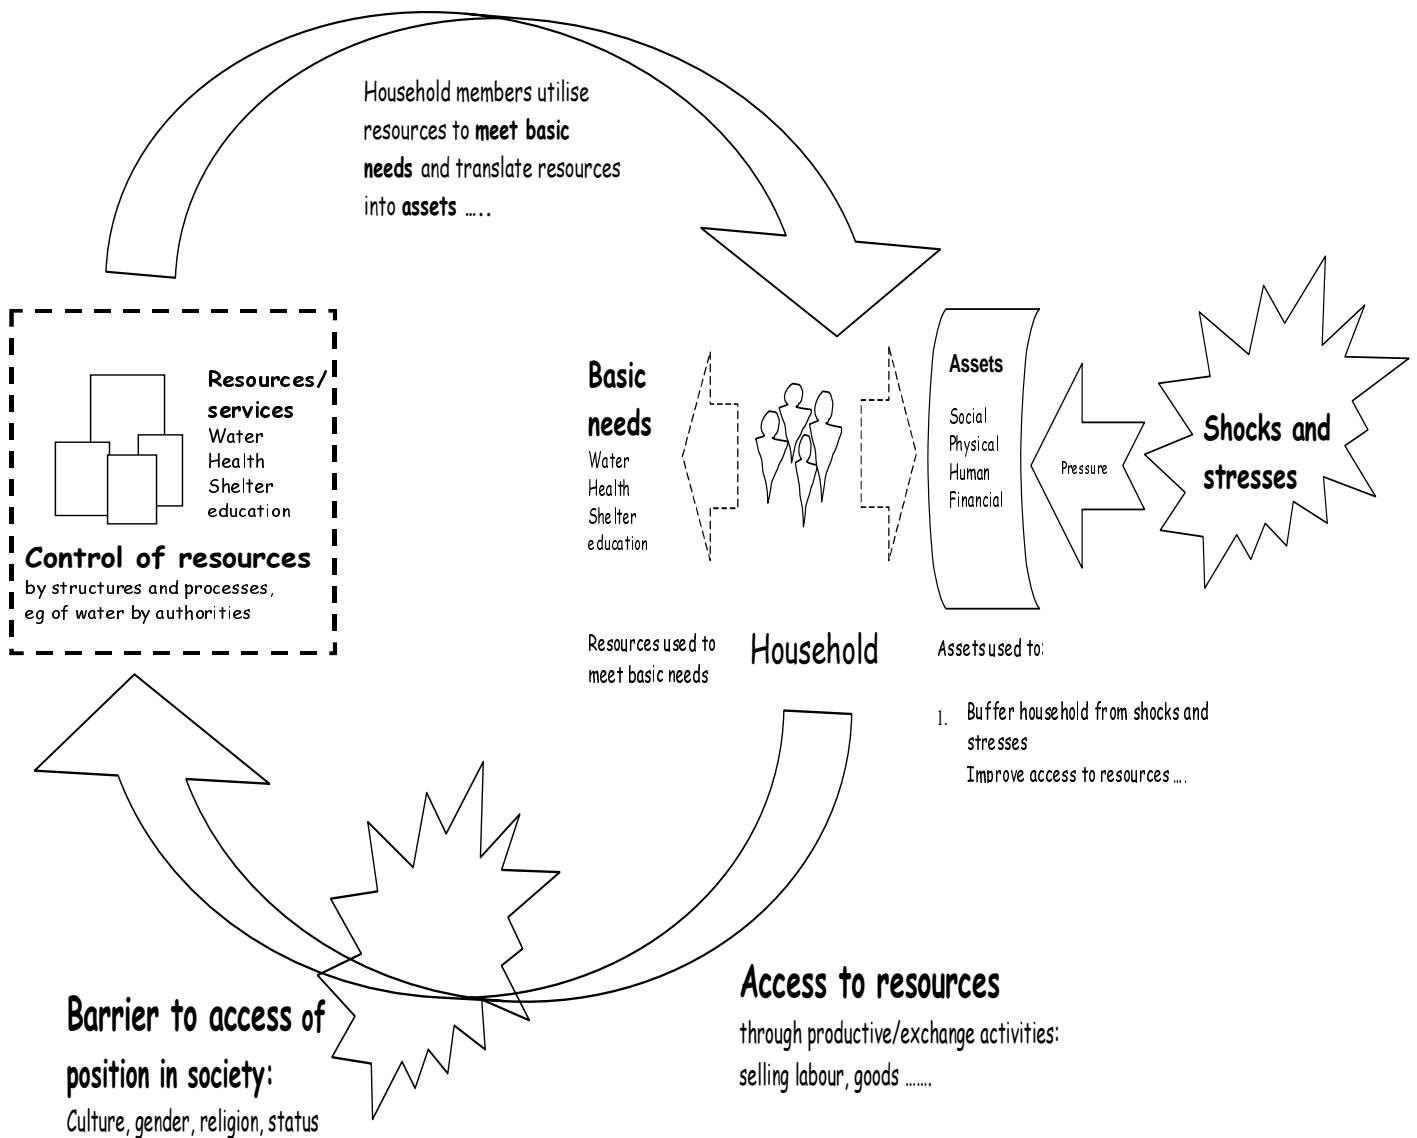 Household members utilise
resources to meet basic
needs and translate resources
into assets …..
Resources/
services
Water
Health
Shelter
education
Control of resources
by structures and processes,
eg of water by authorities
Basic
needs
Water
Health
Shelter
education
Assets
Social
Physical
Human
Financial
Pressure
Shocks and
stresses
Resources used to
meet basic needs
Household
Assets used to:
1. Buffer household from shocks and
stresses
Improve access to resources ….
Access to resources
through productive/exchange activities:
selling labour, goods …….
Barrier to access of
position in society:
Culture, gender, religion, status